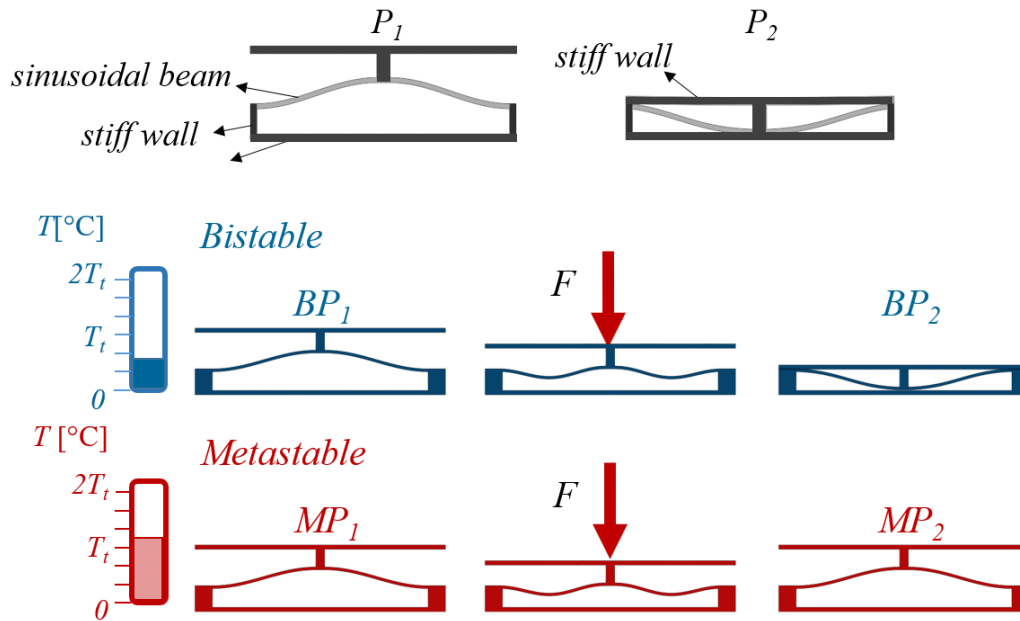 P1
P2
sinusoidal beam
stiff wall
stiff wall
T[°C]
Bistable
2Tt
Tt
0
BP1
F
BP2
T [°C]
Metastable
2Tt
Tt
0
MP1
F
MP2